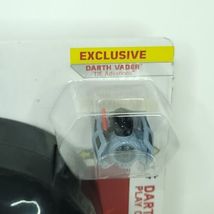 EXCLUSIVE
DARTH VADER
TIE Advanced
DART
PLAY